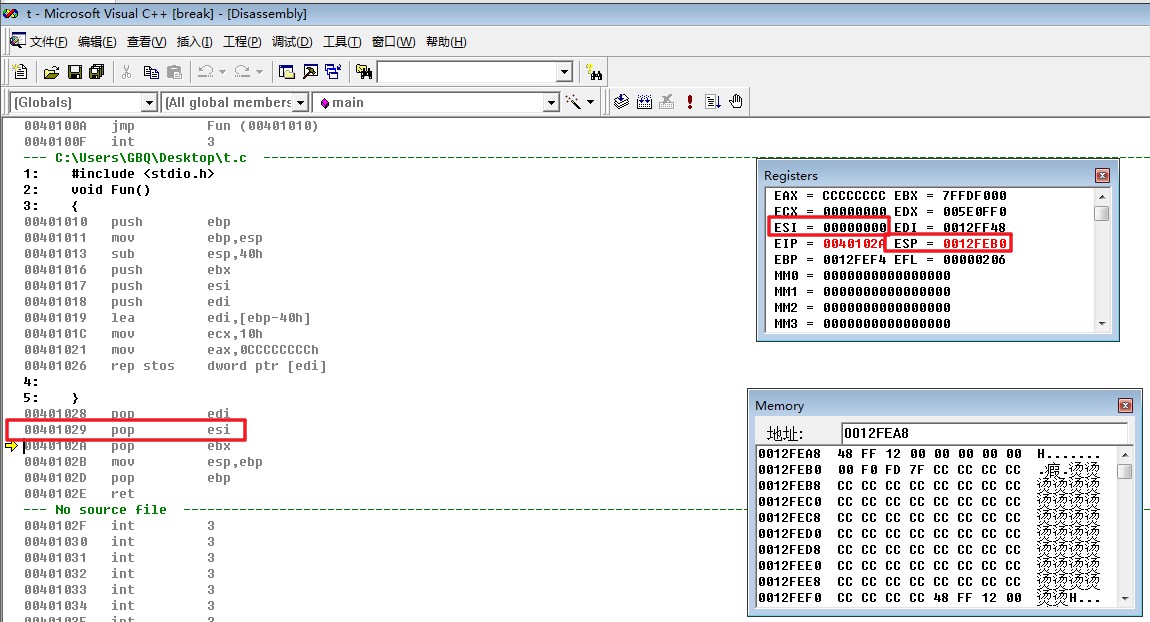 t - Microsoft Visual C++ [break] - [Disassembly]
文件(F) 编辑(E) 查看(V) 插入(I) 工程(P) 调试(D) 工具(T) 窗口(W) 帮助(H)
(Globals) (All global members main
0040100A jmp Fun (00401010)
0040100F int 3
--- C:\Users\GBQ\Desktop\t.c
1: #include <stdio.h>
2: void Fun()
3: {
00401010 push ebp
00401011 mov ebp,esp
00401013 sub esp,40h
00401016 push ebx
00401017 push esi
00401018 push edi
00401019 lea edi,[ebp-40h]
0040101C mov ecx,10h
00401021 mov eax,0CCCCCCCCh
00401026 rep stos dword ptr [edi]
4:
5: }
00401028 pop edi
00401029 pop esi
0040102A pop ebx
0040102B mov esp,ebp
0040102D pop ebp
0040102E ret
--- No source file
0040102F int 3
00401030 int 3
00401031 int 3
00401032 int 3
00401033 int 3
00401034 int 3
Registers
EAX = CCCCCCCC EBX = 7FFDF000
ECX = 00000000 EDX = 005E0FF0
ESI = 00000000 EDI = 0012FF48
EIP = 0040102A ESP = 0012FEB0
EBP = 0012FEF4 EFL = 00000206
MM0 = 0000000000000000
MM1 = 0000000000000000
MM2 = 0000000000000000
MM3 = 0000000000000000
Memory
地址: 0012FEA8
0012FEA8 48 FF 12 00 00 00 00 00 H.......
0012FEB0 00 F0 FD 7F CC CC CC CC .瘕.烫烫
0012FEB8 CC CC CC CC CC CC CC CC 烫烫烫烫
0012FEC0 CC CC CC CC CC CC CC CC 烫烫烫烫
0012FEC8 CC CC CC CC CC CC CC CC 烫烫烫烫
0012FED0 CC CC CC CC CC CC CC CC 烫烫烫烫
0012FED8 CC CC CC CC CC CC CC CC 烫烫烫烫
0012FEE0 CC CC CC CC CC CC CC CC 烫烫烫烫
0012FEE8 CC CC CC CC CC CC CC CC 烫烫烫烫
0012FEF0 CC CC CC CC 48 FF 12 00 烫烫H...